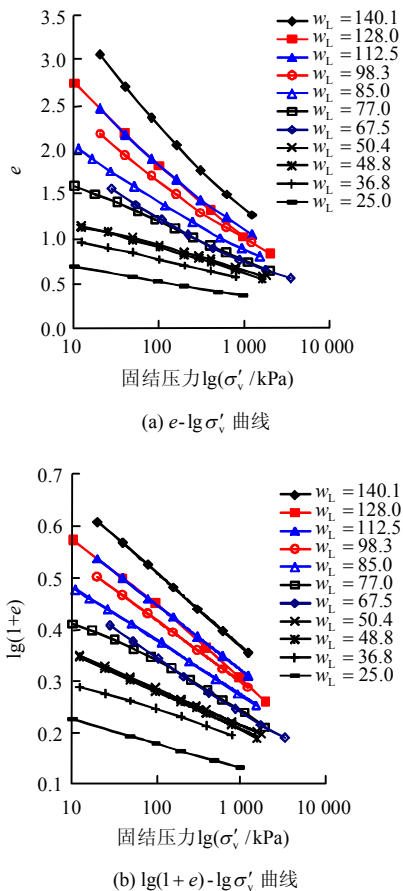 3.5
3.0
2.5
2.0
1.5
1.0
0.5
0.0
e
10
100
1 000
10 000
固结压力lg(σ′v/kPa)
wL=140.1
wL=128.0
wL=112.5
wL=98.3
wL=85.0
wL=77.0
wL=67.5
wL=50.4
wL=48.8
wL=36.8
wL=25.0
(a) e-lgσ′v 曲线
0.7
0.6
0.5
0.4
0.3
0.2
0.1
lg(1+e)
10
100
1 000
10 000
固结压力lg(σ′v/kPa)
wL=140.1
wL=128.0
wL=112.5
wL=98.3
wL=85.0
wL=77.0
wL=67.5
wL=50.4
wL=48.8
wL=36.8
wL=25.0
(b) lg(1+e)-lgσ′v 曲线